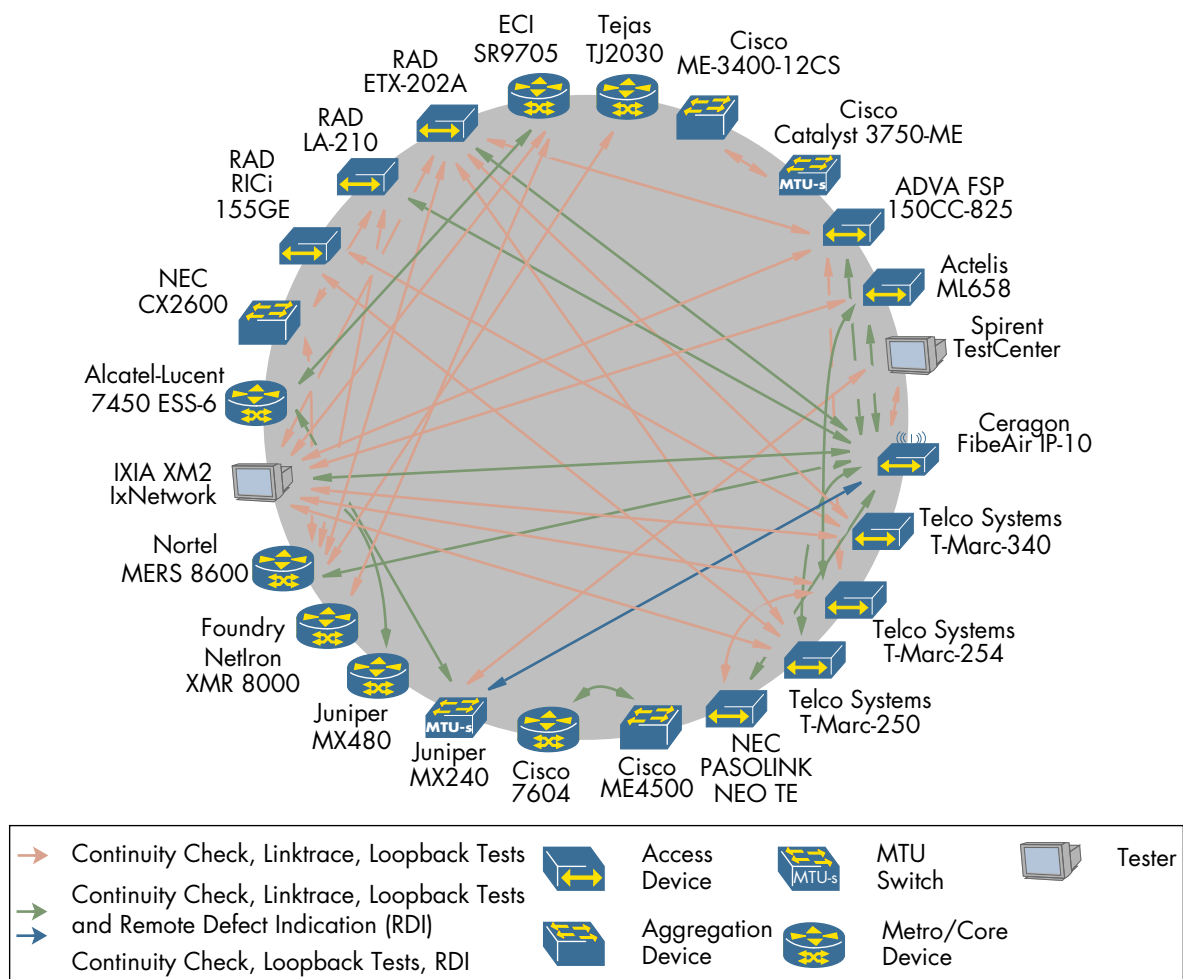 ECI
SR9705
Tejas
TJ2030
Cisco
ME-3400-12CS
RAD
ETX-202A
Cisco
Catalyst 3750-ME
RAD
LA-210
MTU-s
ADVA FSP
150CC-825
RAD
RICi
155GE
Actelis
ML658
NEC
CX2600
Spirent
TestCenter
Alcatel-Lucent
7450 ESS-6
Ceragon
FibeAir IP-10
IXIA XM2
IxNetwork
Telco Systems
T-Marc-340
Nortel
MERS 8600
Telco Systems
T-Marc-254
Foundry
NetIron
XMR 8000
Telco Systems
T-Marc-250
Juniper
MX480
MTU-s
Juniper
MX240
Cisco
7604
Cisco
ME4500
NEC
PASOLINK
NEO TE
Continuity Check, Linktrace, Loopback Tests
Continuity Check, Linktrace, Loopback Tests
and Remote Defect Indication (RDI)
Continuity Check, Loopback Tests, RDI
Access
Device
Aggregation
Device
MTU-s
MTU
Switch
Metro/Core
Device
Tester